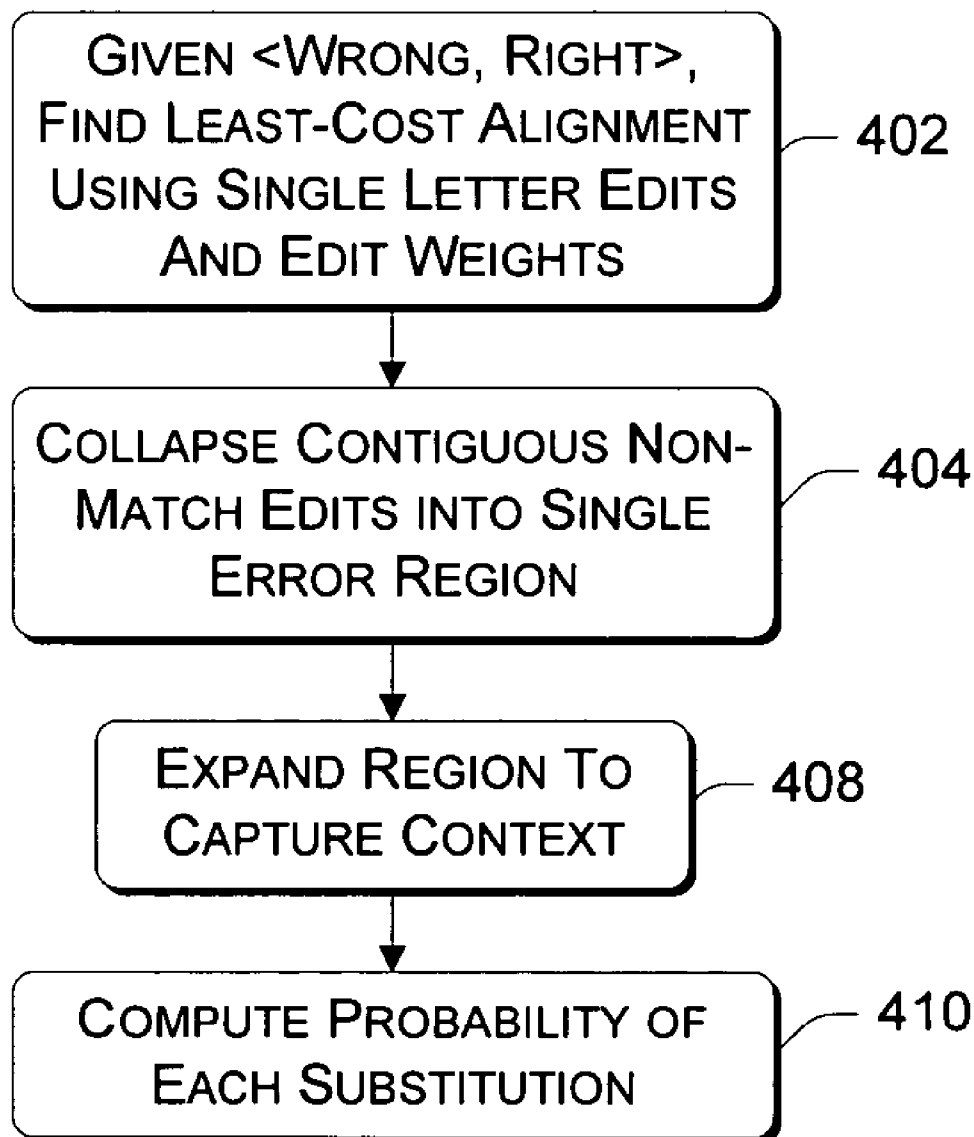 GIVEN <WRONG, RIGHT>,
FIND LEAST-COST ALIGNMENT
USING SINGLE LETTER EDITS
AND EDIT WEIGHTS
402
COLLAPSE CONTIGUOUS NON-
MATCH EDITS INTO SINGLE
ERROR REGION
404
EXPAND REGION TO
CAPTURE CONTEXT
408
COMPUTE PROBABILITY OF
EACH SUBSTITUTION
410